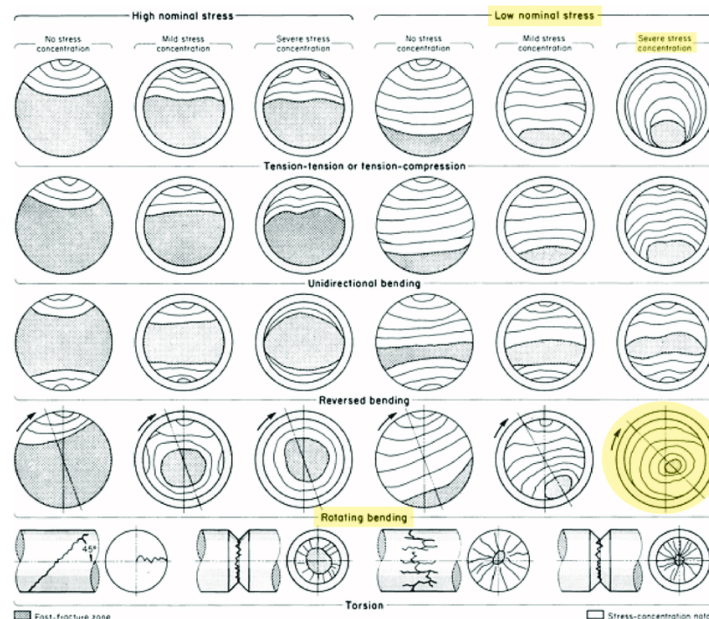 High nominal stress
Low nominal stress
No stress
concentration
Mild stress
concentration
Severe stress
concentration
No stress
concentration
Mild stress
concentration
Severe stress
concentration
Tension-tension or tension-compression
Unidirectional bending
Reversed bending
Rotating bending
45°
Torsion
Fast-fracture zone
Stress-concentration